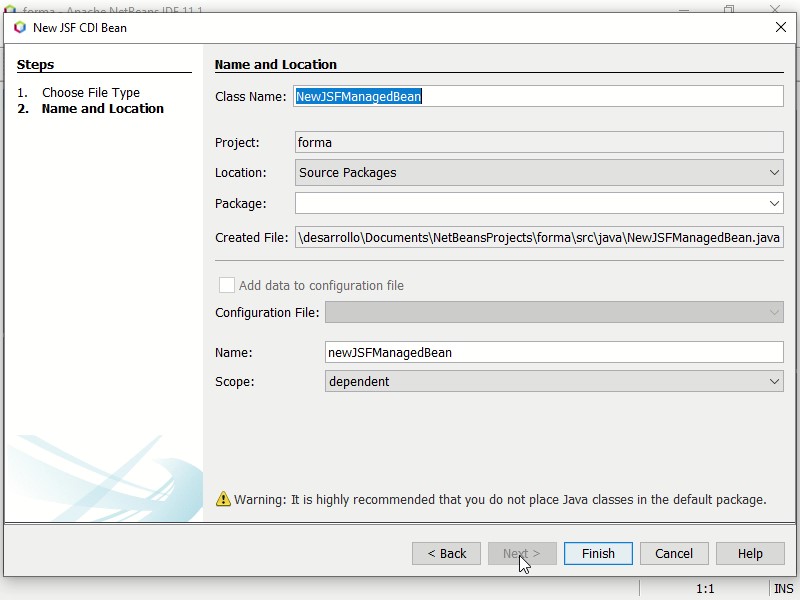 forma - Apache NetBeans IDE 11.1
New JSF CDI Bean
Steps
1. Choose File Type
2. Name and Location
Name and Location
Class Name: NewJSFManagedBean
Project: forma
Location: Source Packages
Package:
Created File: \desarrollo\Documents\NetBeansProjects\forma\src\java\NewJSFManagedBean.java
Add data to configuration file
Configuration File:
Name: newJSFManagedBean
Scope: dependent
Warning: It is highly recommended that you do not place Java classes in the default package.
< Back Next > Finish Cancel Help
1:1 INS